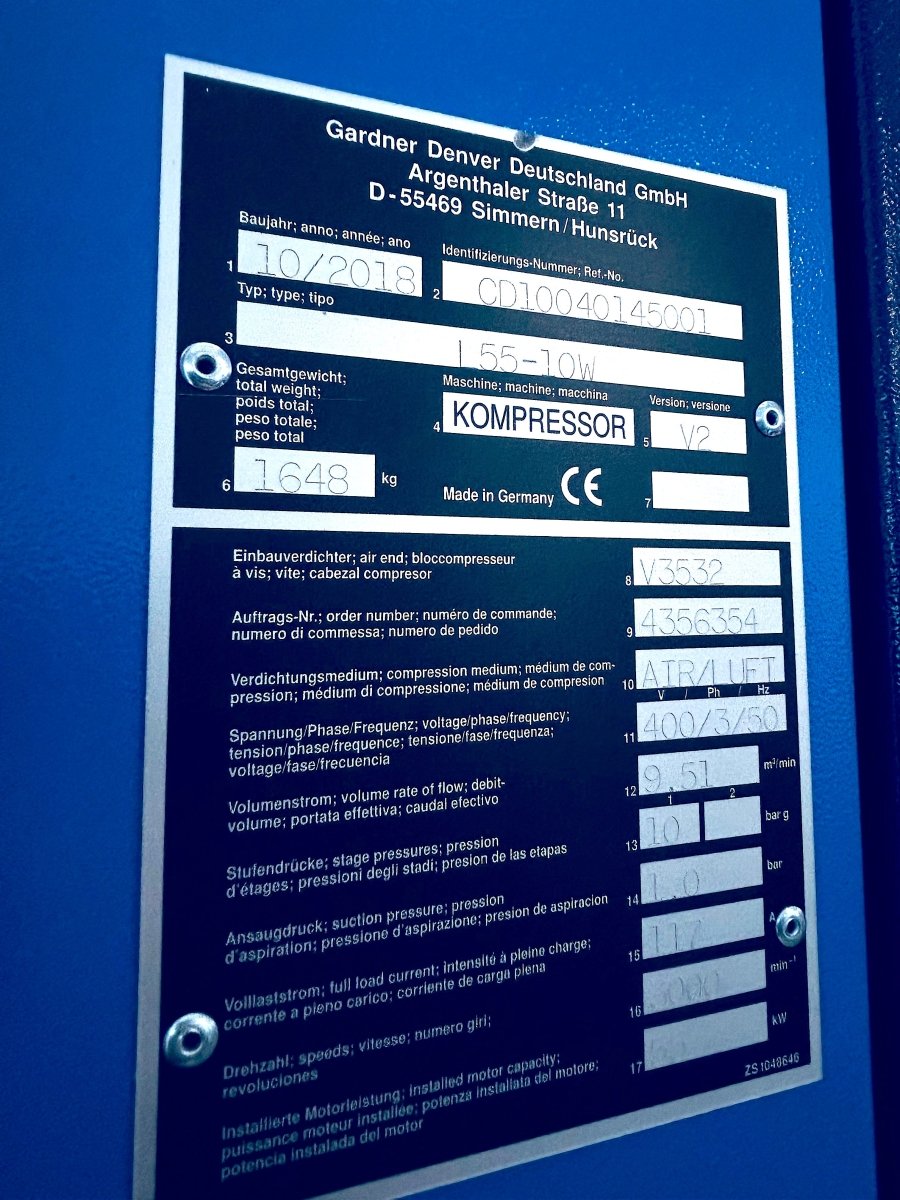 Gardner Denver Deutschland GmbH
Argenthaler Straße 11
D-55469 Simmern/Hunsrück
Baujahr; anno; année; ano
1 10/2018
Identifizierungs-Nummer; Ref.-No.
2 CD10040145001
Typ; type; tipo
3 L55-10W
Gesamtgewicht;
total weight;
poids total;
peso totale;
peso total
6 1648 kg
Maschine; machine; macchina
4 KOMPRESSOR
Version; versione
5 V2
Made in Germany CE
7
Einbauverdichter; air end; bloccompresseur
à vis; vite; cabezal compresor
8 V3532
Auftrags-Nr.; order number; numéro de commande;
numero di commessa; numero de pedido
9 4356354
Verdichtungsmedium; compression medium; médium de com-
pression; médium di compressione; médium de compresion
10 AIR/LUFT
V / Ph / Hz
Spannung/Phase/Frequenz; voltage/phase/frequency;
tension/phase/frequence; tensione/fase/frequenza;
voltage/fase/frecuencia
11 400/3/50
Volumenstrom; volume rate of flow; debit-
volume; portata effettiva; caudal efectivo
12 9.51 m³/min
1 2
Stufendrücke; stage pressures; pression
d'étages; pressioni degli stadi; presion de las etapas
13 10 bar g
Ansaugdruck; suction pressure; pression
d'aspiration; pressione d'aspirazione; presion de aspiracion
14 1.0 bar
Volllaststrom; full load current; intensité à pleine charge;
corrente a pieno carico; corriente de carga plena
15 117 A
Drehzahl; speeds; vitesse; numero giri;
revoluciones
16 3000 min⁻¹
Installierte Motorleistung; installed motor capacity;
puissance moteur installée; potenza installata del motore;
potencia instalada del motor
17 kW
ZS1048646